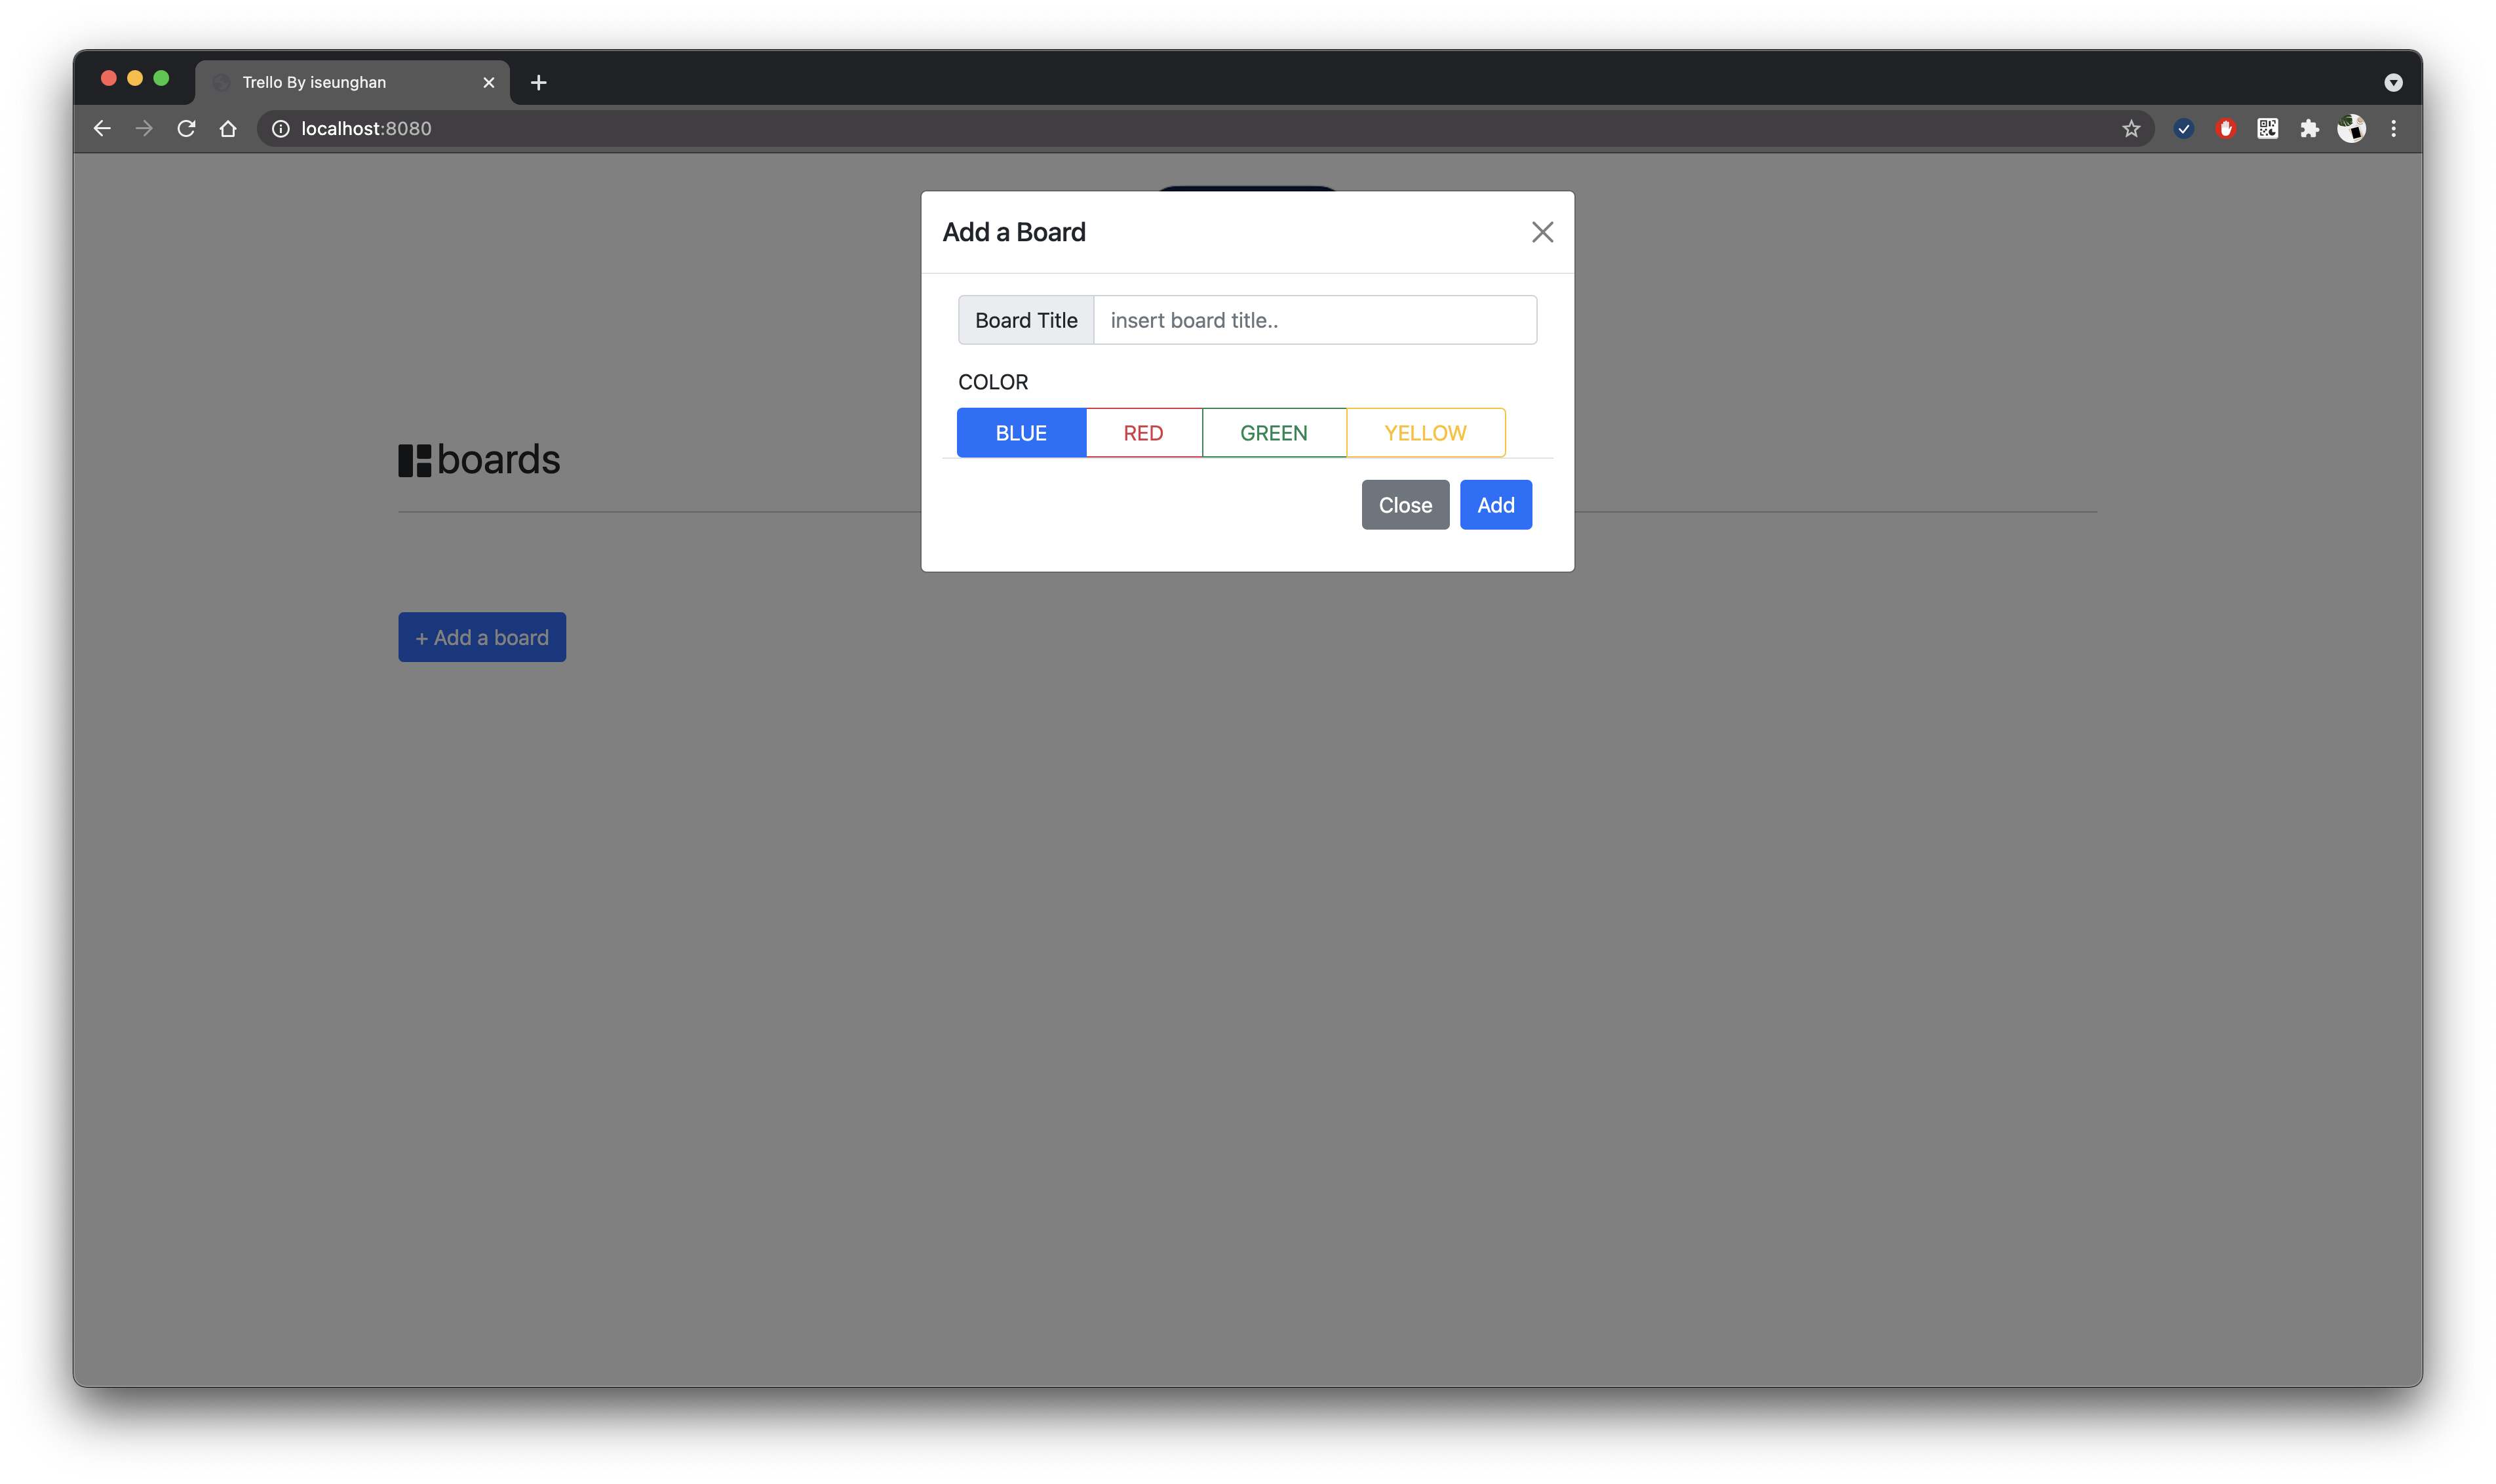 Trello By iseunghan
localhost:8080
Add a Board
Board Title insert board title..
COLOR
BLUE RED GREEN YELLOW
boards
Close Add
+ Add a board